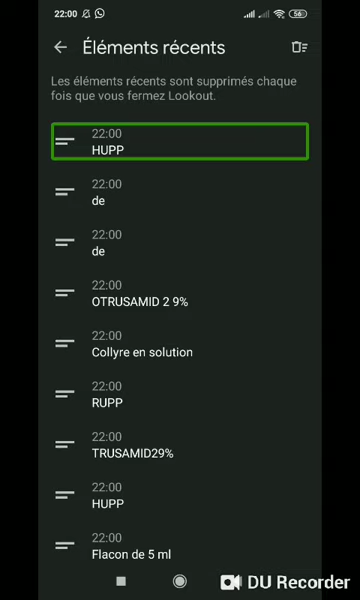 22:00
56
Éléments récents
Les éléments récents sont supprimés chaque
fois que vous fermez Lookout.
22:00
HUPP
22:00
de
22:00
de
22:00
OTRUSAMID 2 9%
22:00
Collyre en solution
22:00
RUPP
22:00
TRUSAMID29%
22:00
HUPP
22:00
Flacon de 5 ml
DU Recorder